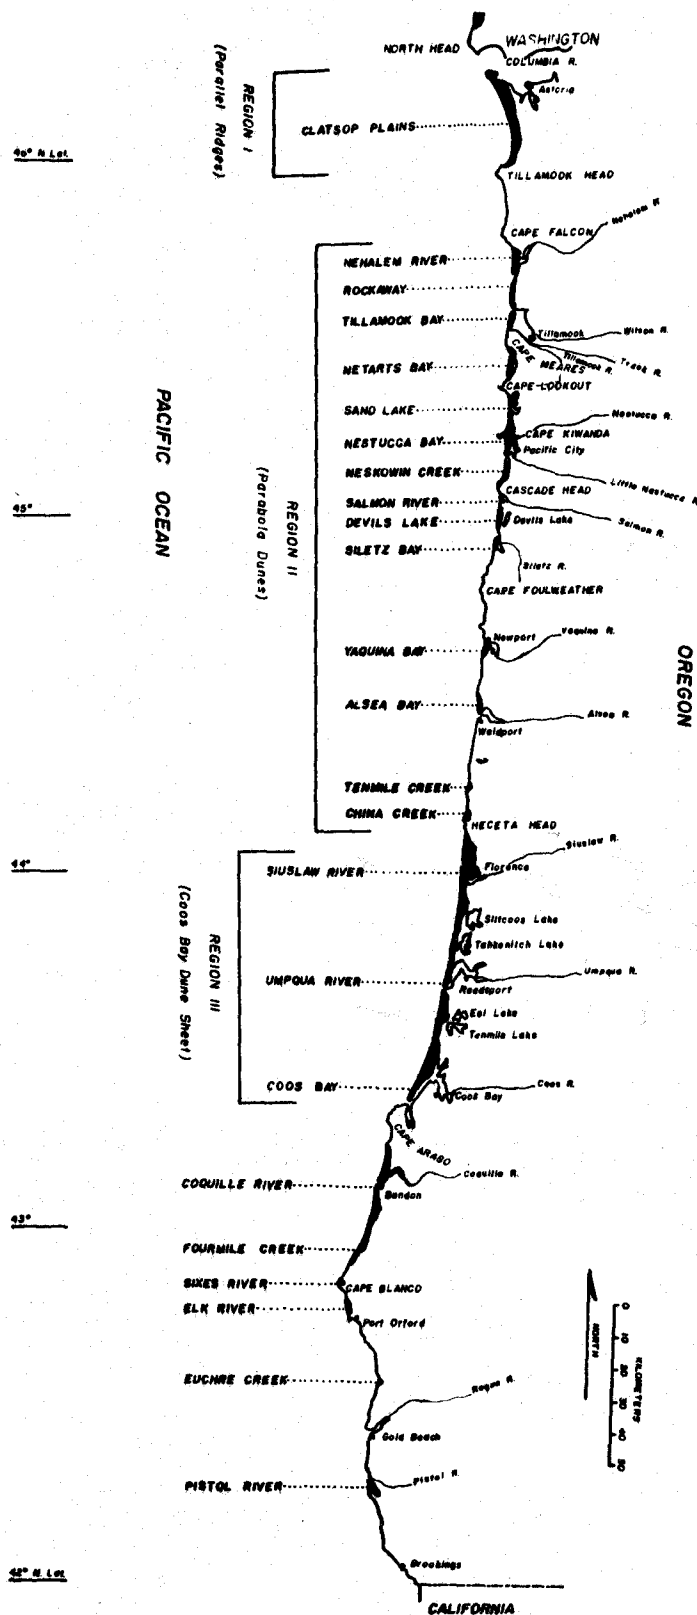 WASHINGTON
NORTH HEAD
COLUMBIA R.
Astoria
REGION I
(Parallel Ridges)
CLATSOP PLAINS
46° N Lat.
TILLAMOOK HEAD
CAPE FALCON
Nehalem R
NEHALEM RIVER
ROCKAWAY
TILLAMOOK BAY
Tillamook
Wilson R.
Trask R.
Tillamook R.
CAPE MEARES
NETARTS BAY
CAPE LOOKOUT
SAND LAKE
Nestucca R.
CAPE KIWANDA
NESTUCCA BAY
Pacific City
NESKOWIN CREEK
Little Nestucca R
CASCADE HEAD
SALMON RIVER
Salmon R.
DEVILS LAKE
Devils Lake
SILETZ BAY
Siletz R.
CAPE FOULWEATHER
PACIFIC OCEAN
45°
REGION II
(Parabola Dunes)
Newport
Yaquina R.
YAQUINA BAY
OREGON
ALSEA BAY
Alsea R.
Waldport
TENMILE CREEK
CHINA CREEK
HECETA HEAD
Siuslaw R.
44°
SIUSLAW RIVER
Florence
REGION III
(Coos Bay Dune Sheet)
Siltcoos Lake
Tahkenitch Lake
UMPQUA RIVER
Umpqua R.
Reedsport
Eel Lake
Tenmile Lake
COOS BAY
Coos R.
Coos Bay
CAPE ARAGO
Coquille R.
COQUILLE RIVER
Bandon
43°
FOURMILE CREEK
SIXES RIVER
CAPE BLANCO
ELK RIVER
Port Orford
EUCHRE CREEK
Rogue R.
Gold Beach
PISTOL RIVER
Pistol R.
NORTH
KILOMETERS
0
10
20
30
40
50
Brookings
42° N. Lat.
CALIFORNIA